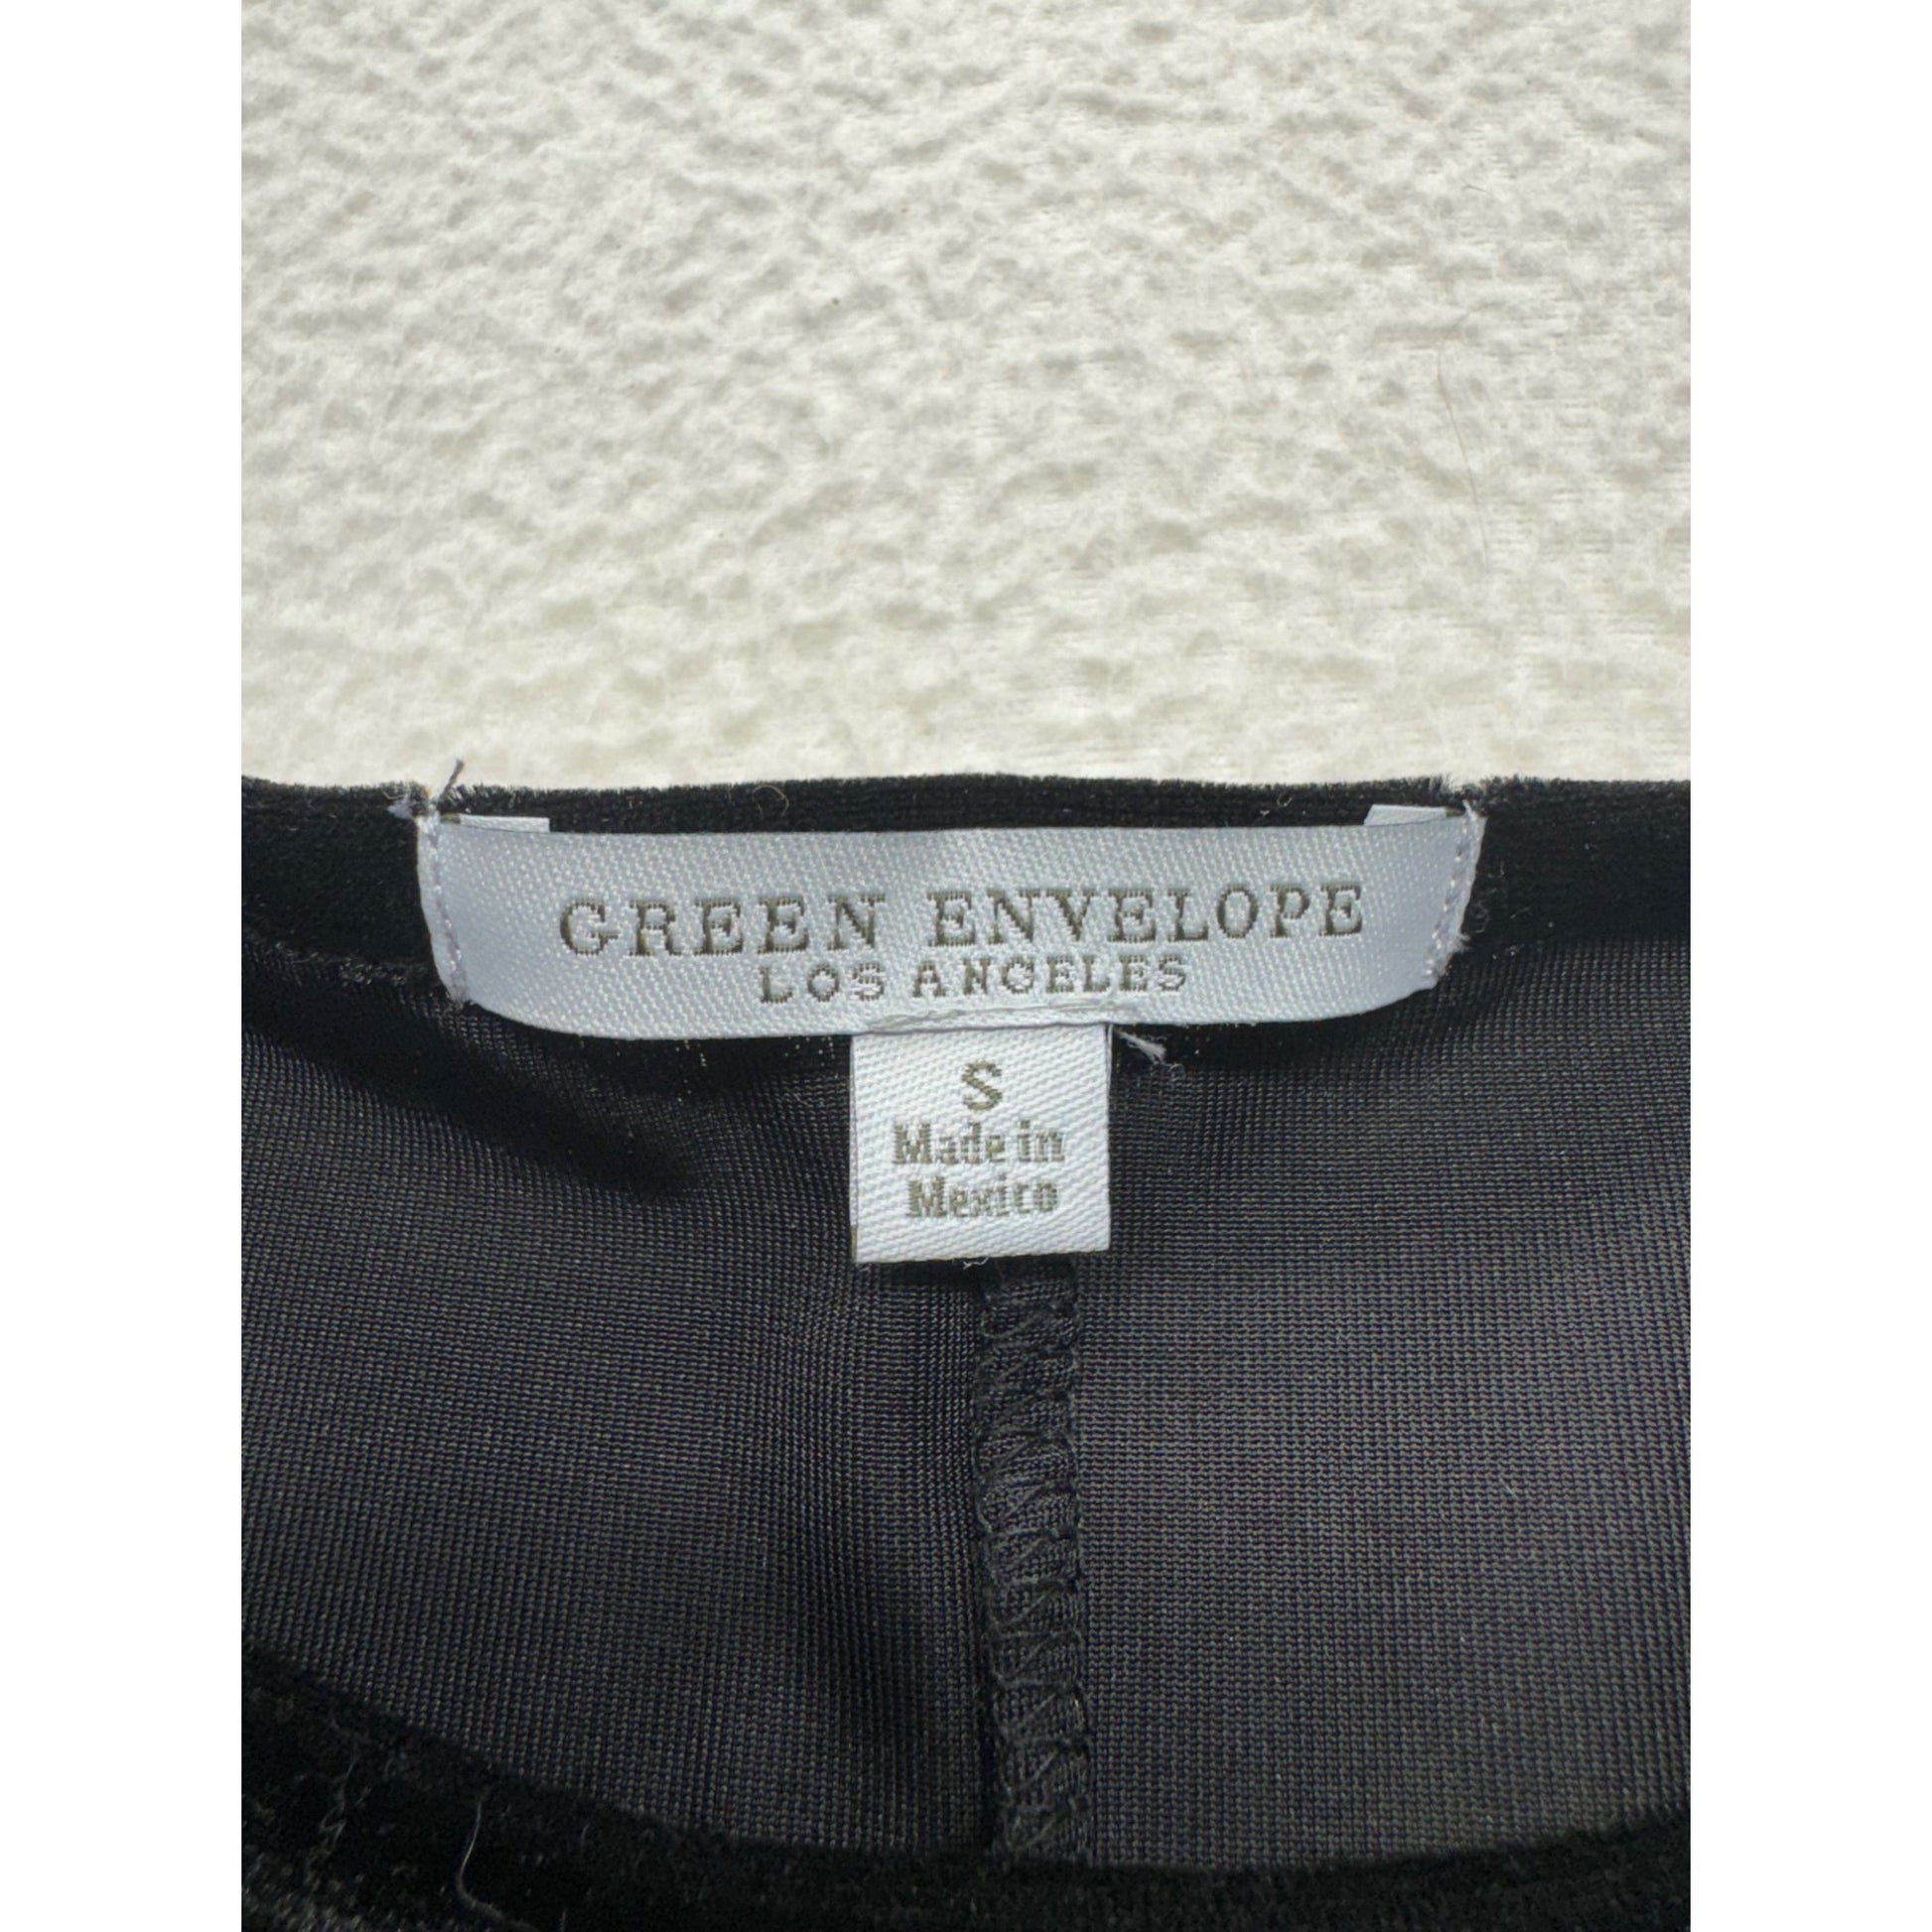 GREEN ENVELOPE
LOS ANGELES
S
Made in
Mexico